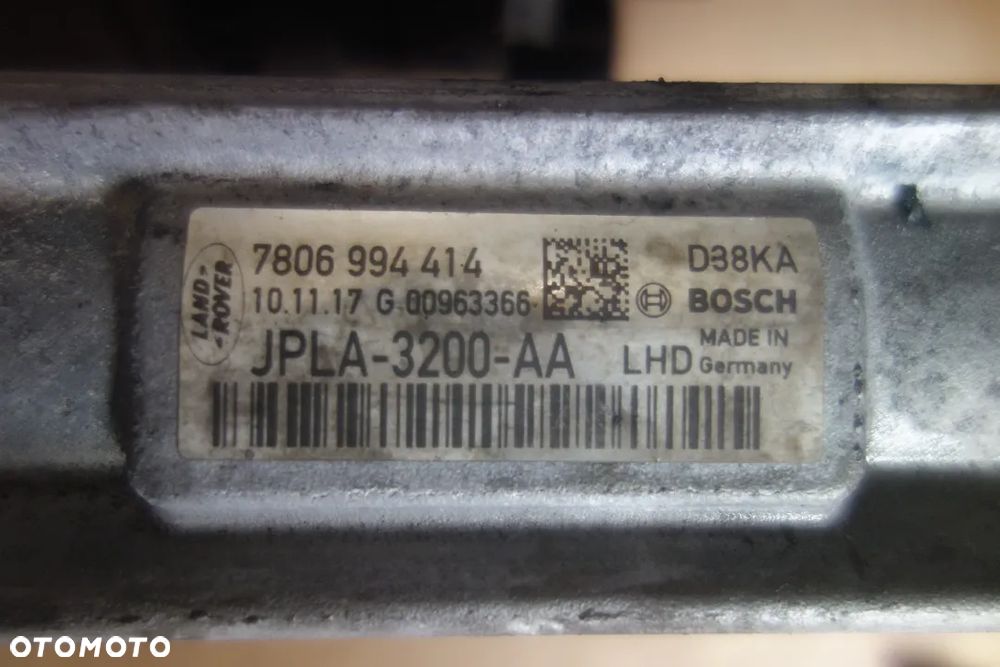 LAND ROVER
7806 994 414
D38KA
10.11.17 G 00963366
BOSCH
JPLA-3200-AA
LHD
MADE IN
Germany
OTOMOTO